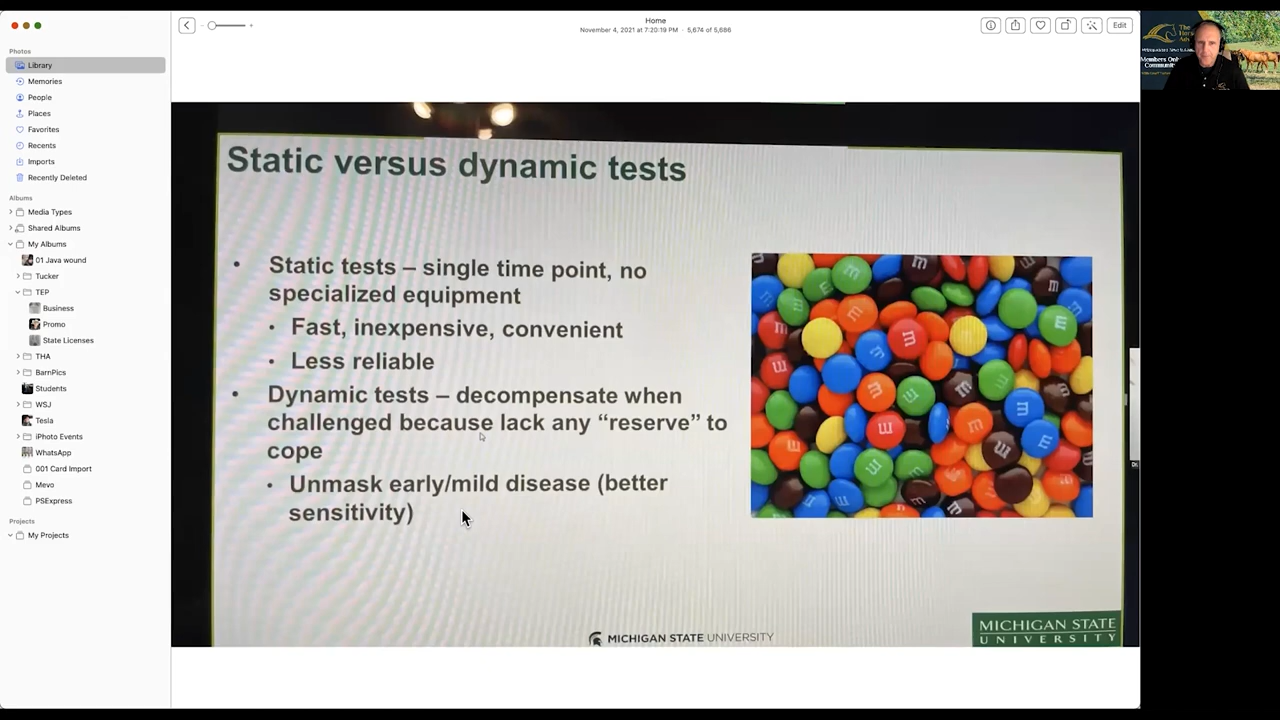 Home
November 4, 2021 at 7:20:19 PM · 5,674 of 5,686
Edit
Photos
Library
Memories
People
Places
Favorites
Recents
Imports
Recently Deleted
Albums
Media Types
Shared Albums
My Albums
01 Java wound
Tucker
TEP
Business
Promo
State Licenses
THA
BarnPics
Students
WSJ
Tesla
iPhoto Events
WhatsApp
001 Card Import
Mevo
PSExpress
Projects
My Projects
Static versus dynamic tests
• Static tests – single time point, no
specialized equipment
• Fast, inexpensive, convenient
• Less reliable
• Dynamic tests – decompensate when
challenged because lack any “reserve” to
cope
• Unmask early/mild disease (better
sensitivity)
MICHIGAN STATE UNIVERSITY
MICHIGAN STATE
UNIVERSITY
The
Members Only
Community